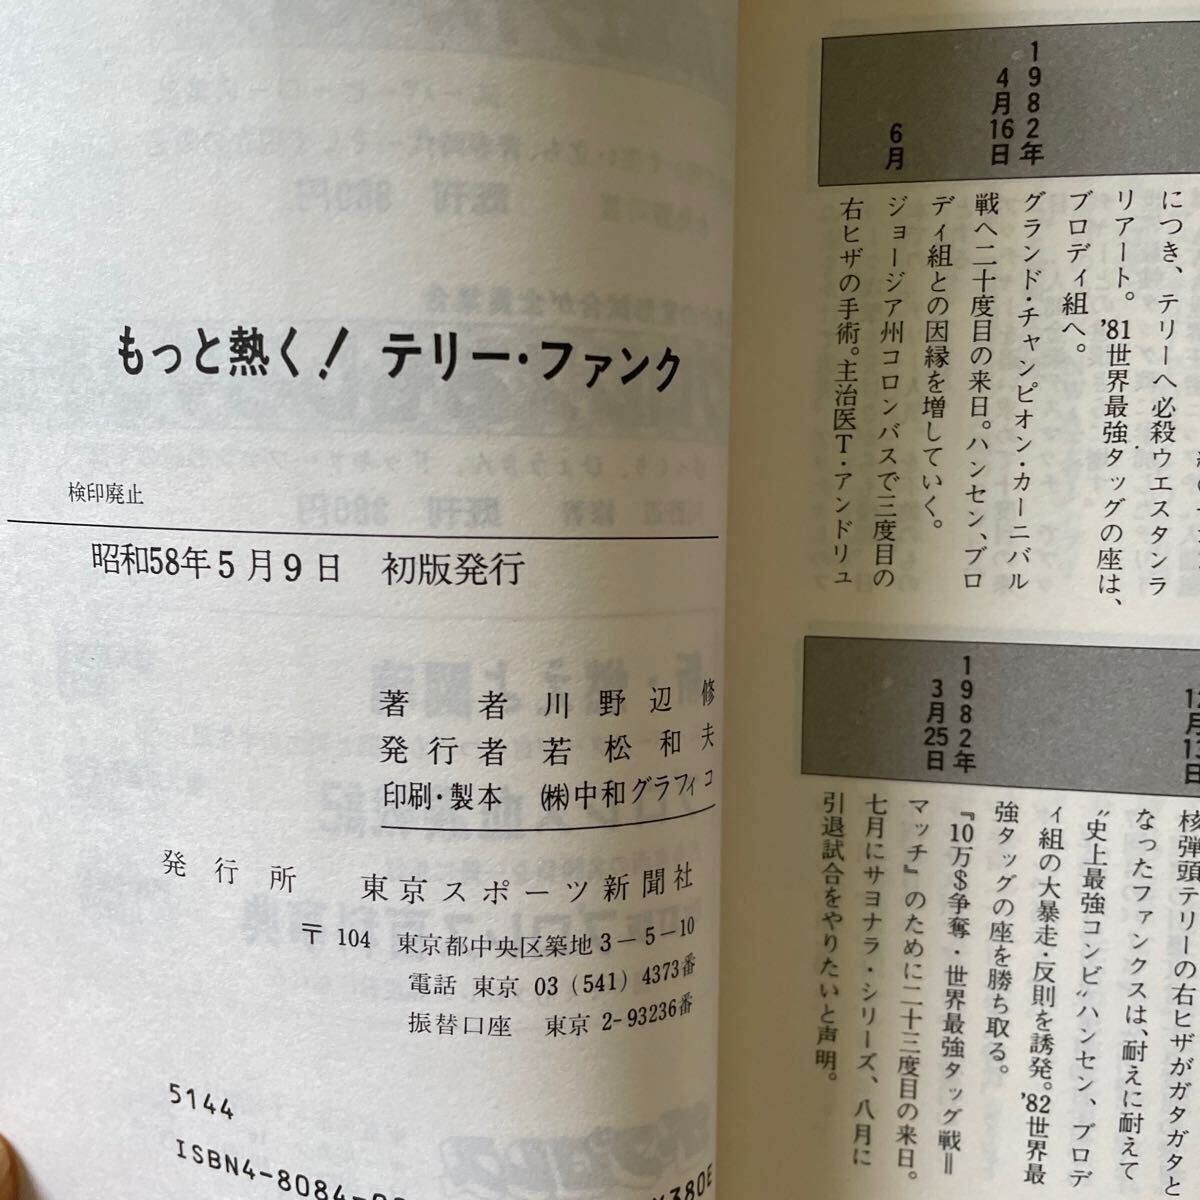 1982年
4月16日
6月
につき、テリーへ必殺ウエスタンラ
リアート。'81世界最強タッグの座は、
ブロディ組へ。
グランド・チャンピオン・カーニバル
戦へ二十度目の来日。ハンセン、ブロ
ディ組との因縁を増していく。
ジョージア州コロンバスで三度目の
右ヒザの手術。主治医T・アンドリュ
12月13日
1982年
3月25日
核弾頭テリーの右ヒザがガタガタと
なったファンクスは、耐えに耐えて
"史上最強コンビ"ハンセン、ブロデ
ィ組の大暴走・反則を誘発。'82世界最
強タッグの座を勝ち取る。
『10万$争奪・世界最強タッグ戦=
マッチ』のために二十三度目の来日。
七月にサヨナラ・シリーズ、八月に
引退試合をやりたいと声明。
もっと熱く! テリー・ファンク
検印廃止
昭和58年5月9日 初版発行
著者 川野辺修
発行者 若松和夫
印刷・製本 (株)中和グラフィコ
発行所 東京スポーツ新聞社
〒104 東京都中央区築地3-5-10
電話 東京 03(541)4373番
振替口座 東京 2-93236番
5144
ISBN4-8084-0
380E